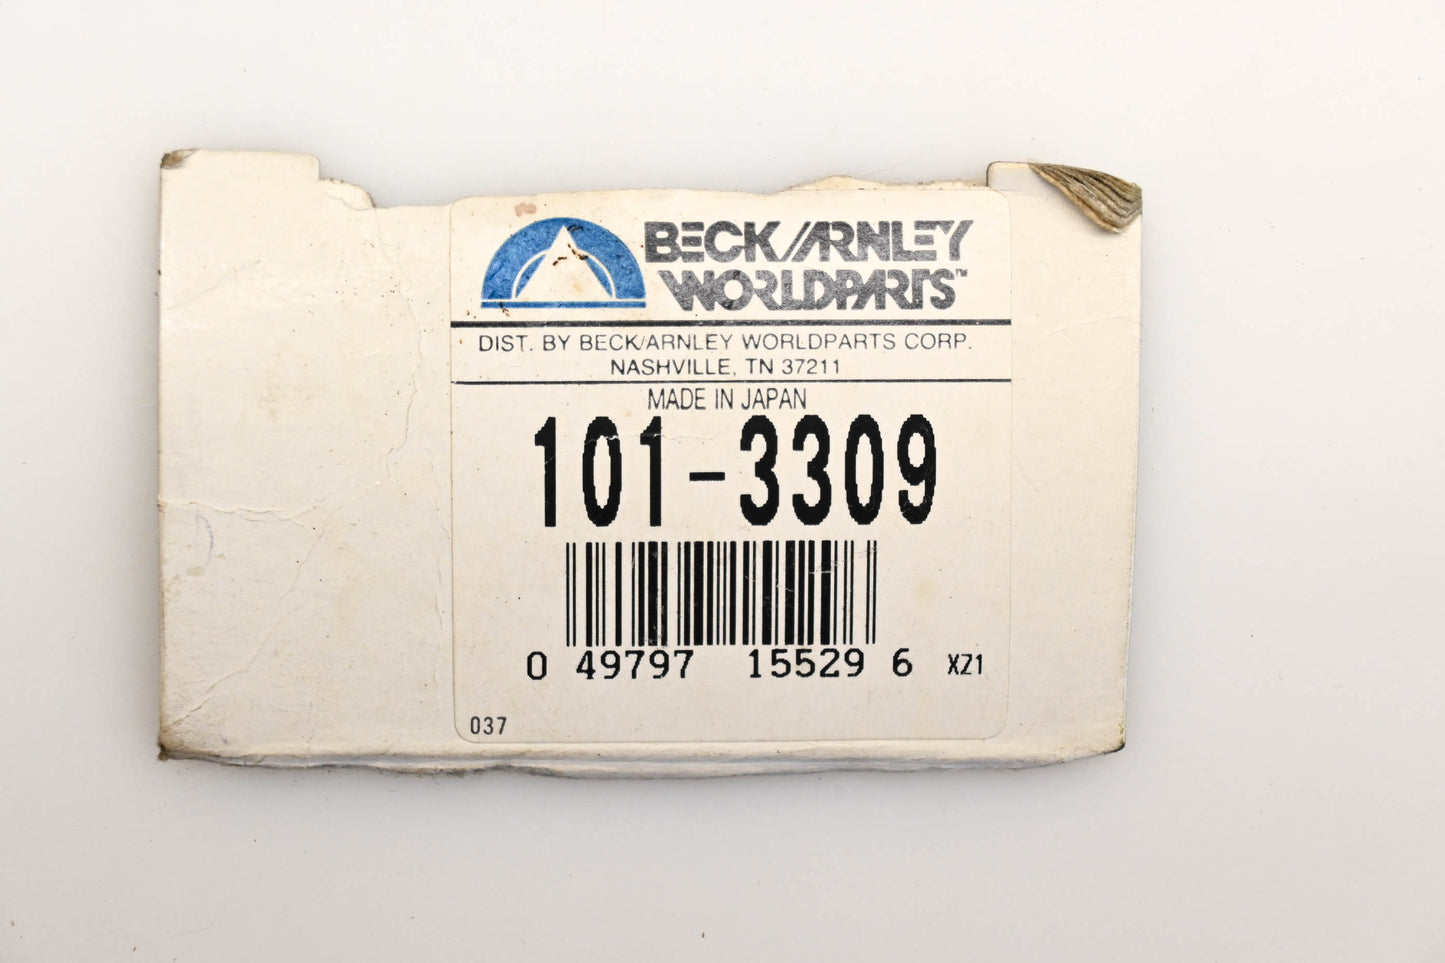 BECK/ARNLEY
WORLDPARTS™
DIST. BY BECK/ARNLEY WORLDPARTS CORP.
NASHVILLE, TN 37211
MADE IN JAPAN
101-3309
0 49797 15529 6 XZ1
037